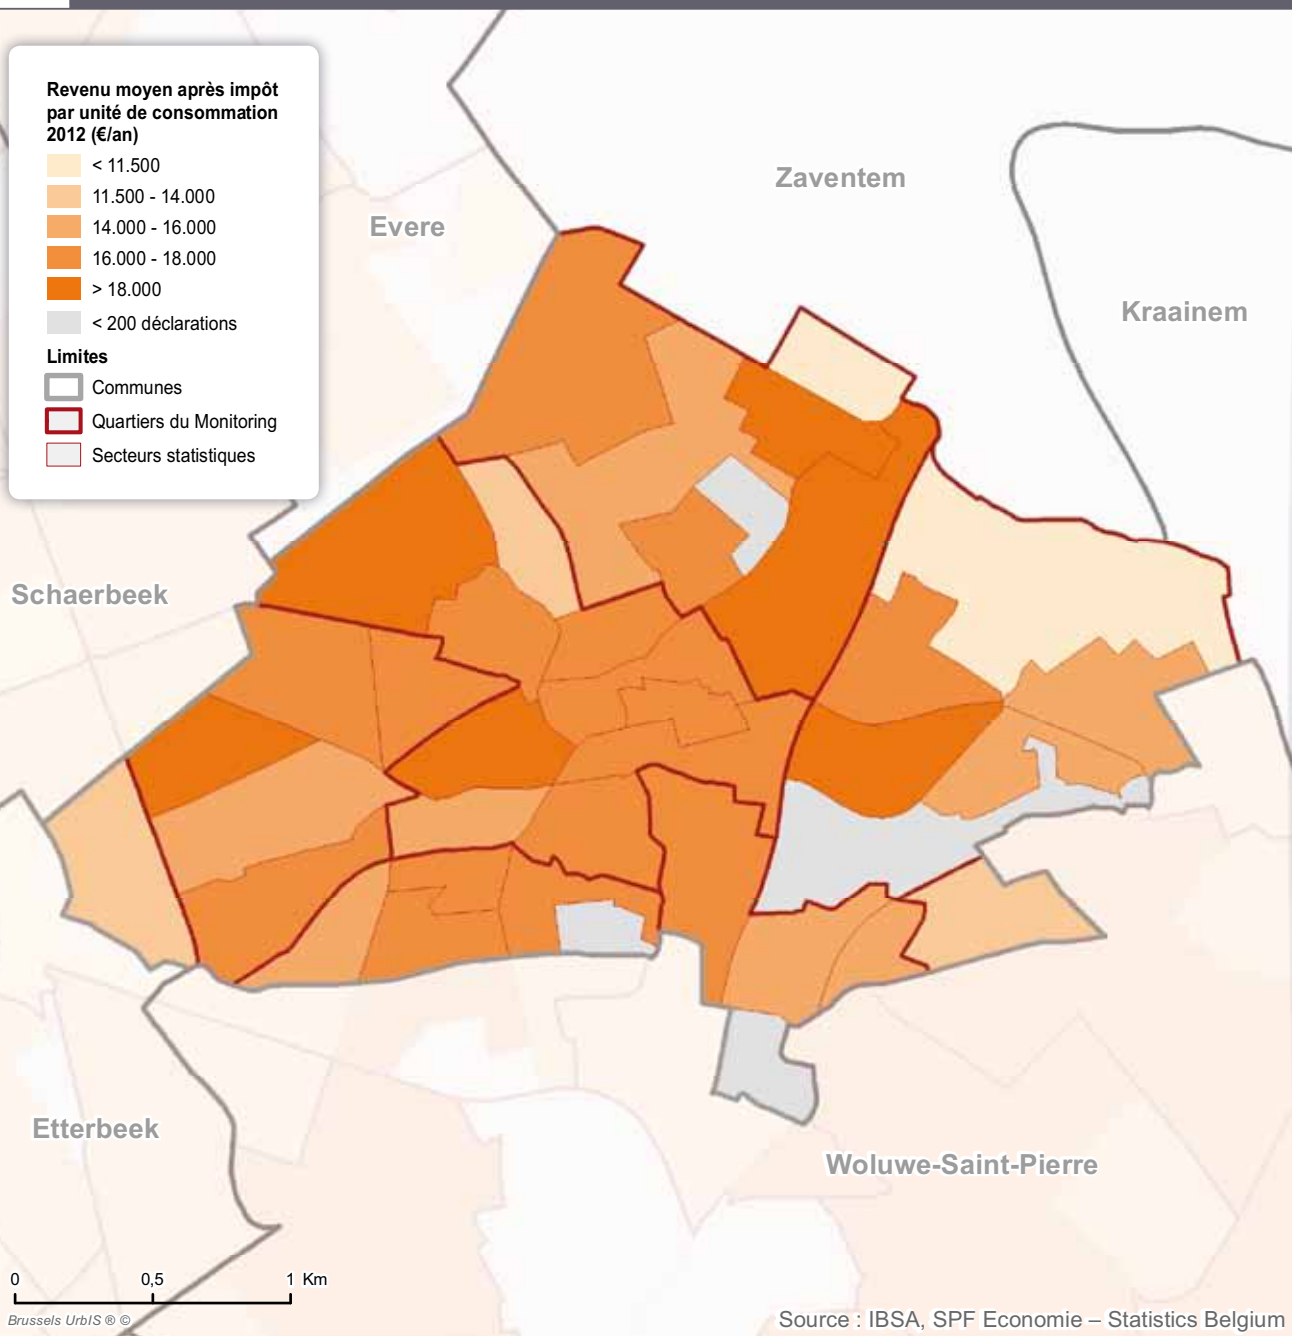 Revenu moyen après impôt
par unité de consommation
2012 (€/an)
< 11.500
11.500 - 14.000
14.000 - 16.000
16.000 - 18.000
> 18.000
< 200 déclarations
Limites
Communes
Quartiers du Monitoring
Secteurs statistiques
Zaventem
Evere
Kraainem
Schaerbeek
Etterbeek
Woluwe-Saint-Pierre
0 0,5 1 Km
Brussels UrbIS ® ©
Source : IBSA, SPF Economie – Statistics Belgium